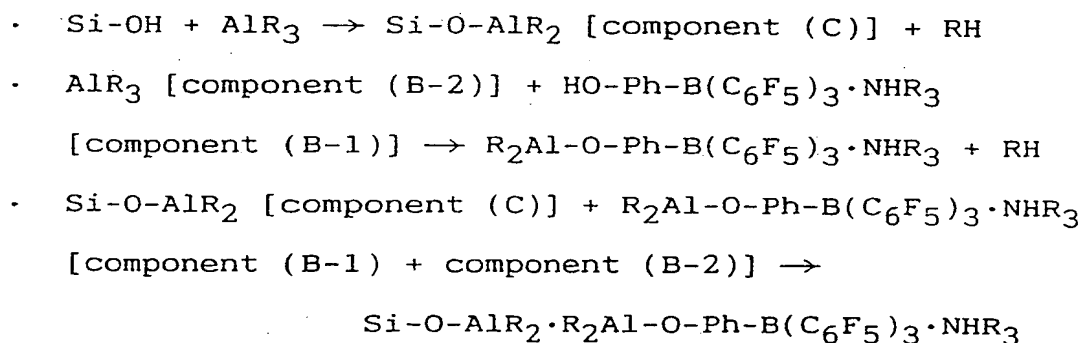 · Si-OH + AlR3 → Si-O-AlR2 [component (C)] + RH
· AlR3 [component (B-2)] + HO-Ph-B(C6F5)3·NHR3
[component (B-1)] → R2Al-O-Ph-B(C6F5)3·NHR3 + RH
· Si-O-AlR2 [component (C)] + R2Al-O-Ph-B(C6F5)3·NHR3
[component (B-1) + component (B-2)] →
Si-O-AlR2·R2Al-O-Ph-B(C6F5)3·NHR3